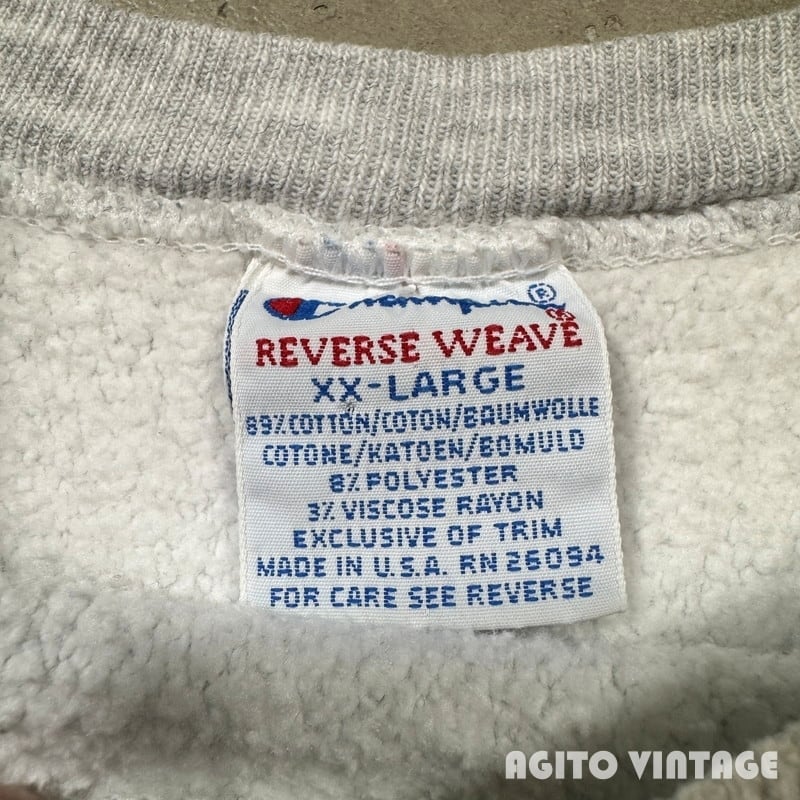 Champion ®
REVERSE WEAVE
XX-LARGE
89% COTTON/COTON/BAUMWOLLE
COTONE/KATOEN/BOMULD
8% POLYESTER
3% VISCOSE RAYON
EXCLUSIVE OF TRIM
MADE IN U.S.A. RN 26094
FOR CARE SEE REVERSE
AGITO VINTAGE